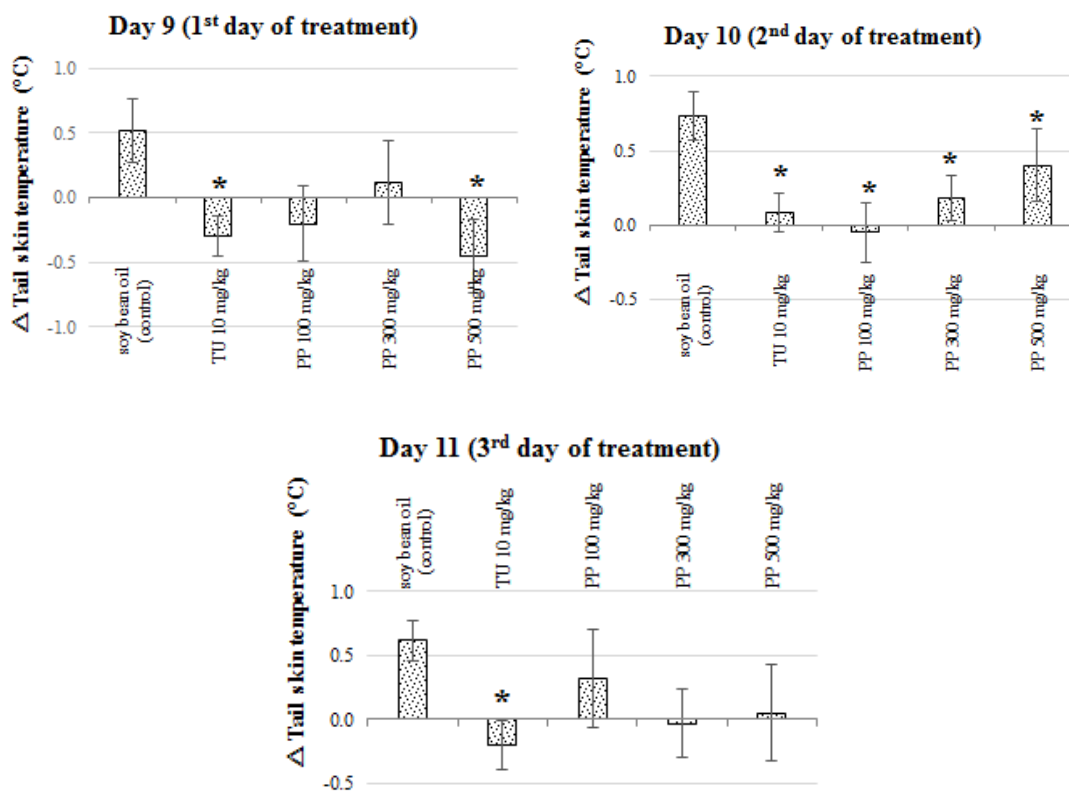 Day 9 (1st day of treatment)
Δ Tail skin temperature (°C)
1.0
0.5
0.0
-0.5
-1.0
*
*
soy bean oil
(control)
TU 10 mg/kg
PP 100 mg/kg
PP 300 mg/kg
PP 500 mg/kg
Day 10 (2nd day of treatment)
Δ Tail skin temperature (°C)
1.0
0.5
0.0
-0.5
*
*
*
*
soy bean oil
(control)
TU 10 mg/kg
PP 100 mg/kg
PP 300 mg/kg
PP 500 mg/kg
Day 11 (3rd day of treatment)
Δ Tail skin temperature (°C)
soy bean oil
(control)
TU 10 mg/kg
PP 100 mg/kg
PP 300 mg/kg
PP 500 mg/kg
1.0
0.5
0.0
-0.5
*